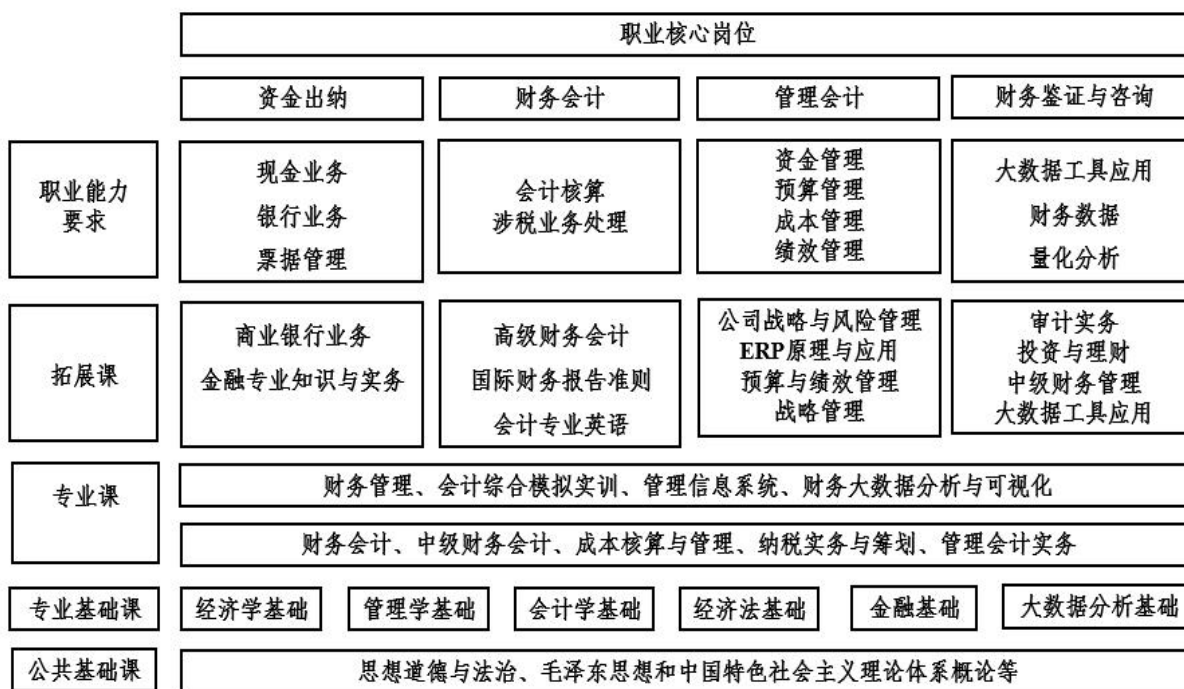 职业核心岗位
资金出纳
财务会计
管理会计
财务鉴证与咨询
职业能力
要求
现金业务
银行业务
票据管理
会计核算
涉税业务处理
资金管理
预算管理
成本管理
绩效管理
大数据工具应用
财务数据
量化分析
拓展课
商业银行业务
金融专业知识与实务
高级财务会计
国际财务报告准则
会计专业英语
公司战略与风险管理
ERP原理与应用
预算与绩效管理
战略管理
审计实务
投资与理财
中级财务管理
大数据工具应用
专业课
财务管理、会计综合模拟实训、管理信息系统、财务大数据分析与可视化
财务会计、中级财务会计、成本核算与管理、纳税实务与筹划、管理会计实务
专业基础课
经济学基础
管理学基础
会计学基础
经济法基础
金融基础
大数据分析基础
公共基础课
思想道德与法治、毛泽东思想和中国特色社会主义理论体系概论等